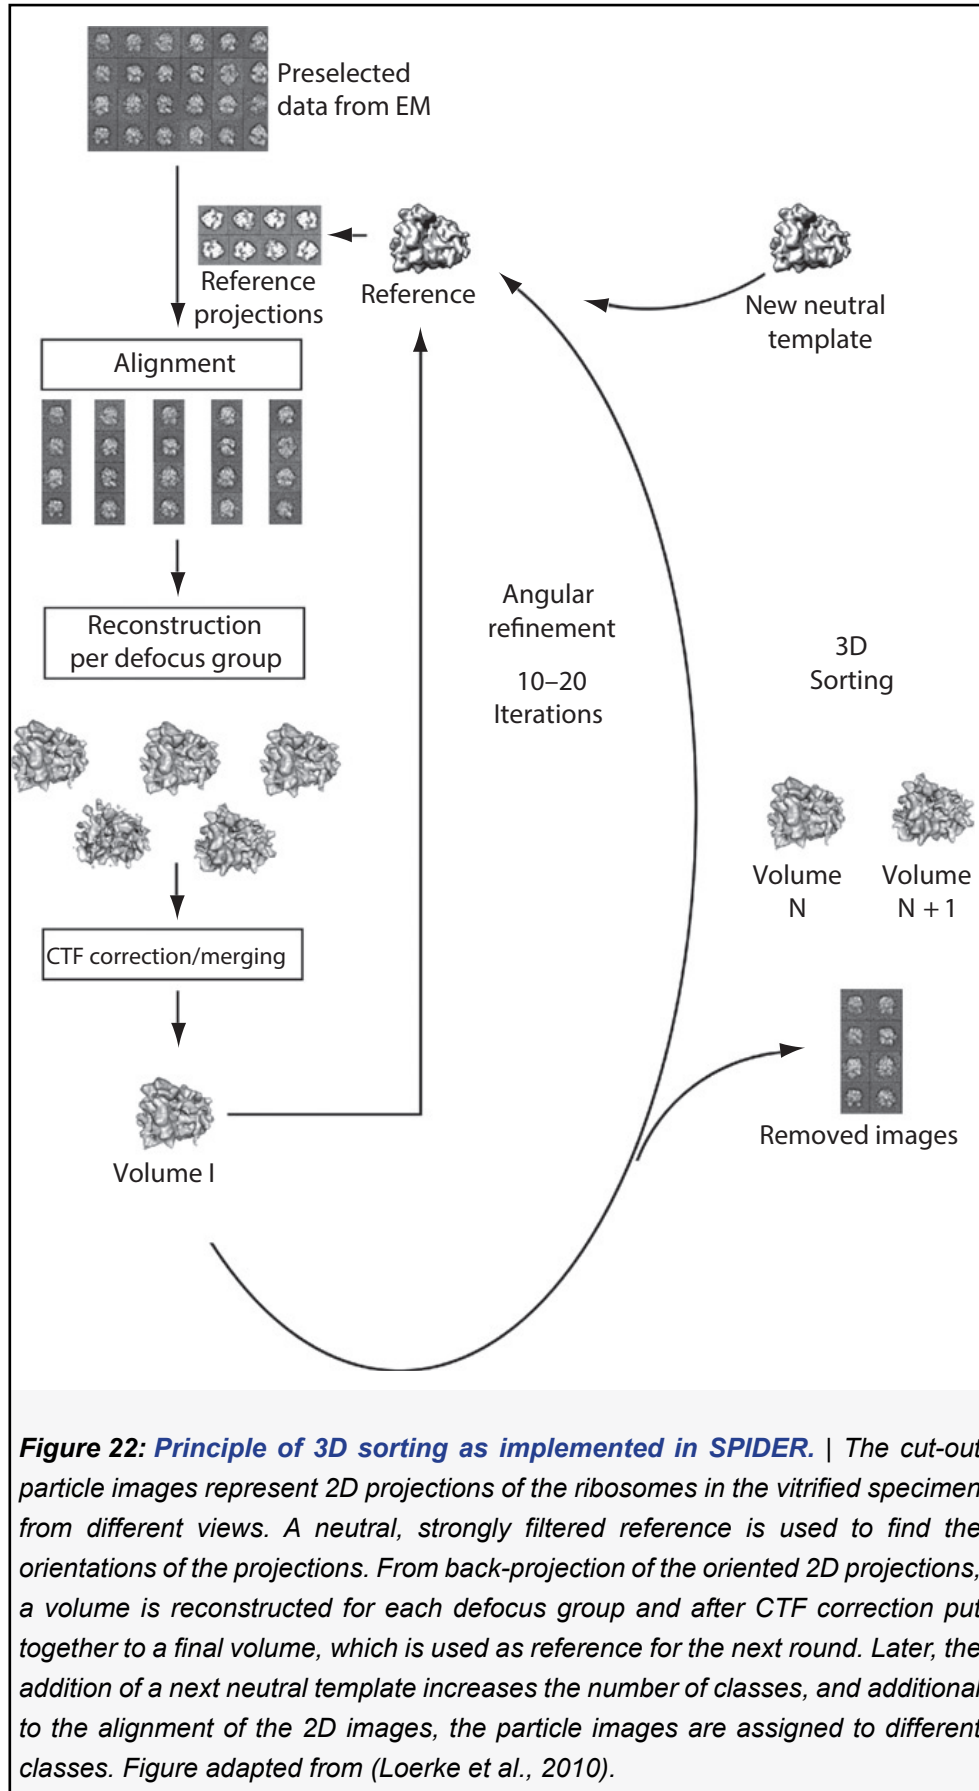 Preselected
data from EM
Reference
projections
Reference
New neutral
template
Alignment
Angular
refinement
10–20
Iterations
3D
Sorting
Reconstruction
per defocus group
Volume
N
Volume
N + 1
CTF correction/merging
Removed images
Volume I
Figure 22: Principle of 3D sorting as implemented in SPIDER. | The cut-out
particle images represent 2D projections of the ribosomes in the vitrified specimen
from different views. A neutral, strongly filtered reference is used to find the
orientations of the projections. From back-projection of the oriented 2D projections,
a volume is reconstructed for each defocus group and after CTF correction put
together to a final volume, which is used as reference for the next round. Later, the
addition of a next neutral template increases the number of classes, and additional
to the alignment of the 2D images, the particle images are assigned to different
classes. Figure adapted from (Loerke et al., 2010).